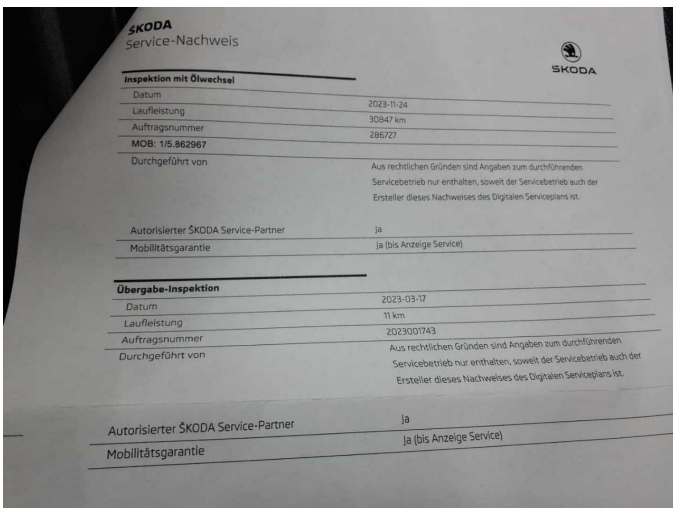 ŠKODA
Service-Nachweis
ŠKODA
Inspektion mit Ölwechsel
Datum 2023-11-24
Laufleistung 30847 km
Auftragsnummer 286727
MOB: 1/5.862967
Durchgeführt von Aus rechtlichen Gründen sind Angaben zum durchführenden
Servicebetrieb nur enthalten, soweit der Servicebetrieb auch der
Ersteller dieses Nachweises des Digitalen Serviceplans ist.
Autorisierter ŠKODA Service-Partner Ja
Mobilitätsgarantie Ja (bis Anzeige Service)
Übergabe-Inspektion
Datum 2023-03-17
Laufleistung 11 km
Auftragsnummer 2023001743
Durchgeführt von Aus rechtlichen Gründen sind Angaben zum durchführenden
Servicebetrieb nur enthalten, soweit der Servicebetrieb auch der
Ersteller dieses Nachweises des Digitalen Serviceplans ist.
Autorisierter ŠKODA Service-Partner Ja
Mobilitätsgarantie Ja (bis Anzeige Service)